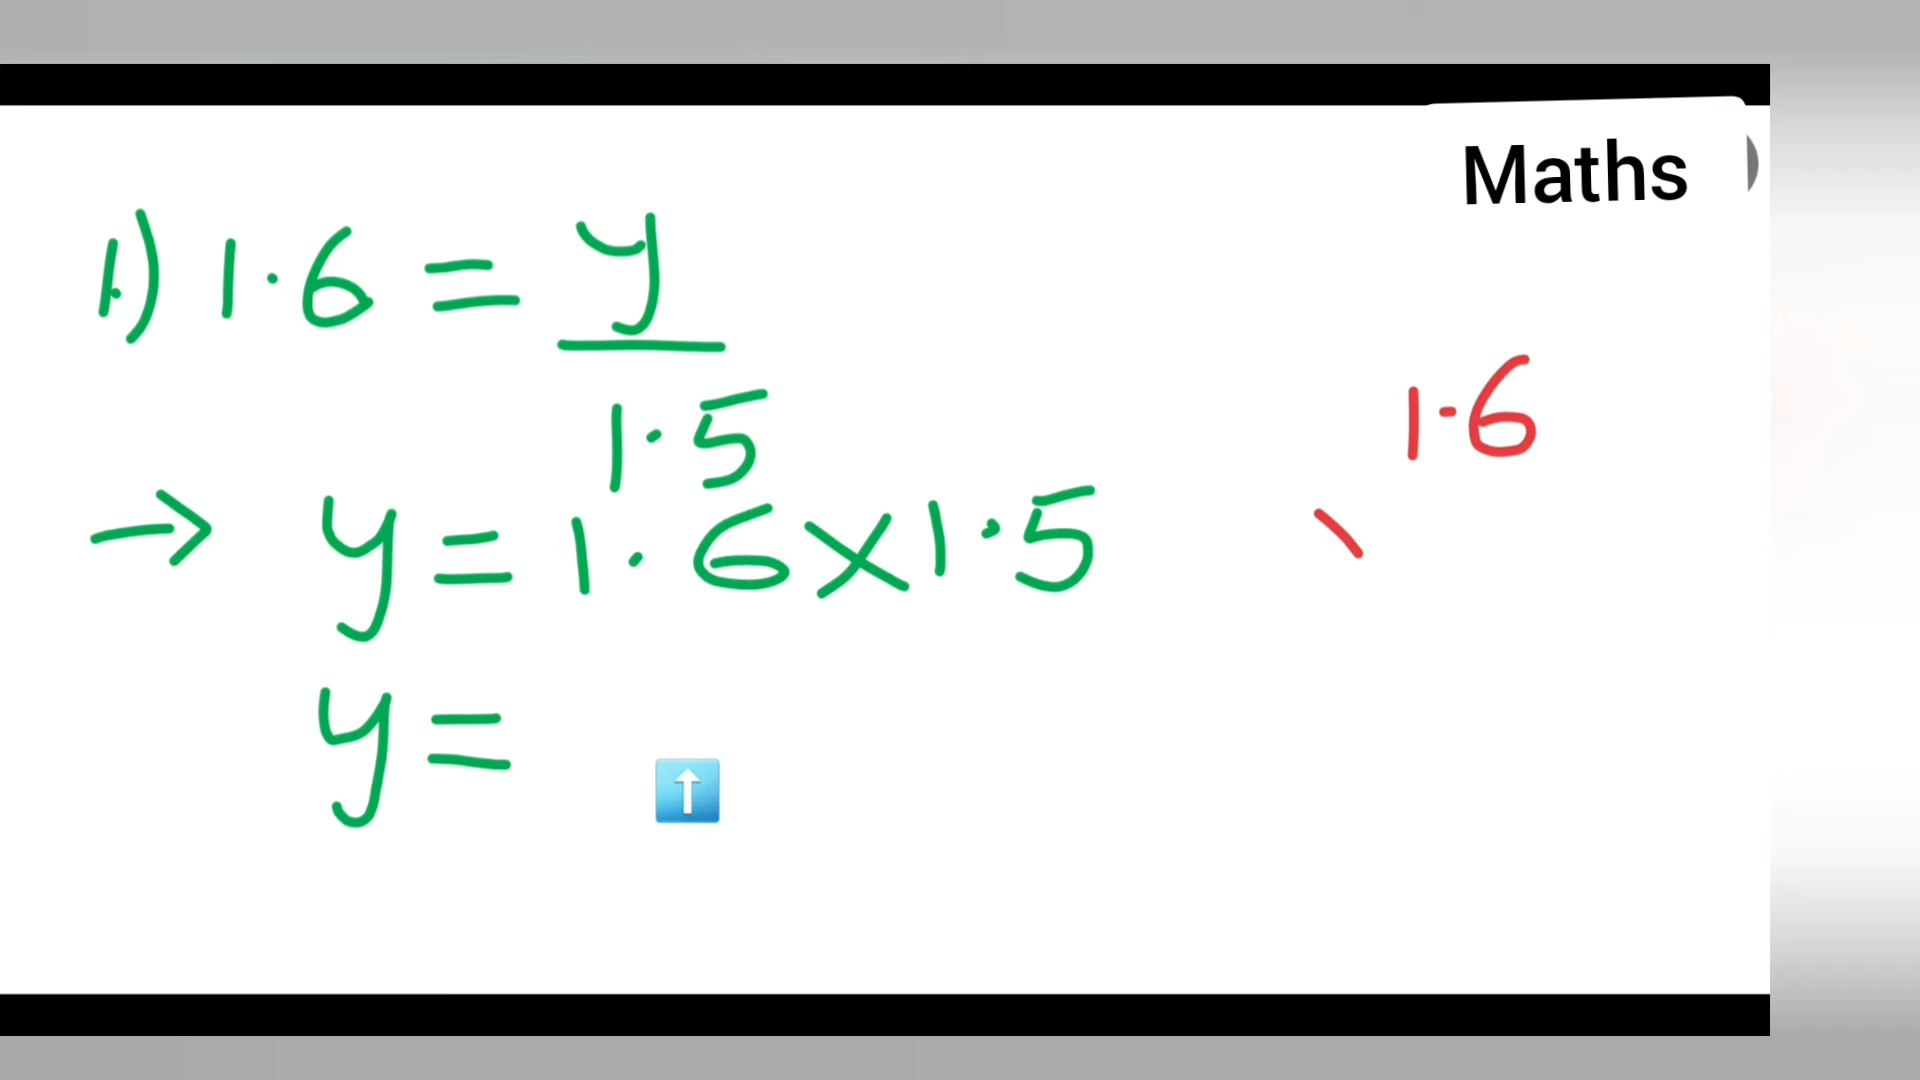 Maths
1.) 1.6 = y
1.5
→ y = 1.6 x 1.5
y =
1.6